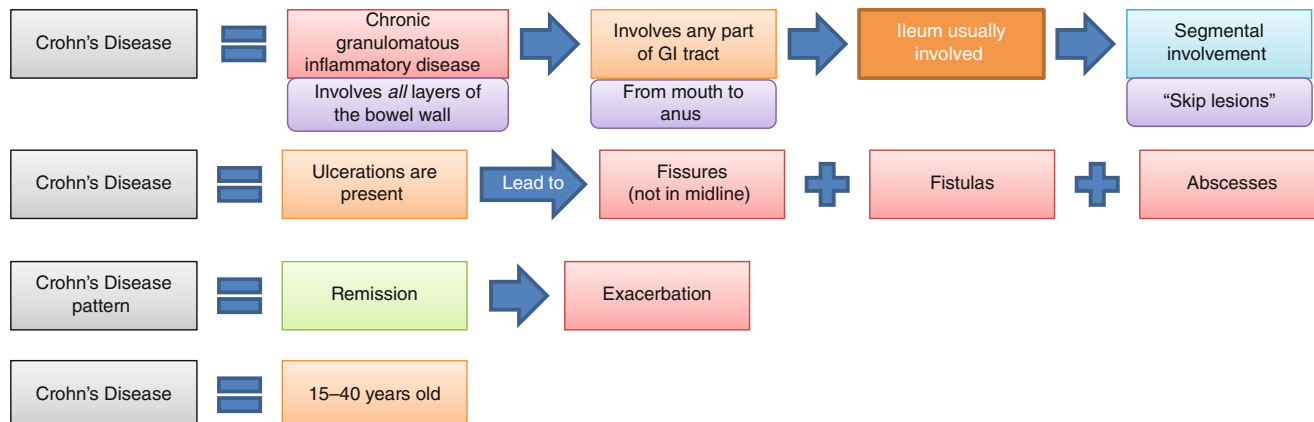 Crohn's Disease
Chronic
granulomatous
inflammatory disease
Involves all layers of
the bowel wall
Involves any part
of GI tract
From mouth to
anus
Ileum usually
involved
Segmental
involvement
“Skip lesions”
Crohn's Disease
Ulcerations are
present
Lead to
Fissures
(not in midline)
Fistulas
Abscesses
Crohn's Disease
pattern
Remission
Exacerbation
Crohn's Disease
15–40 years old